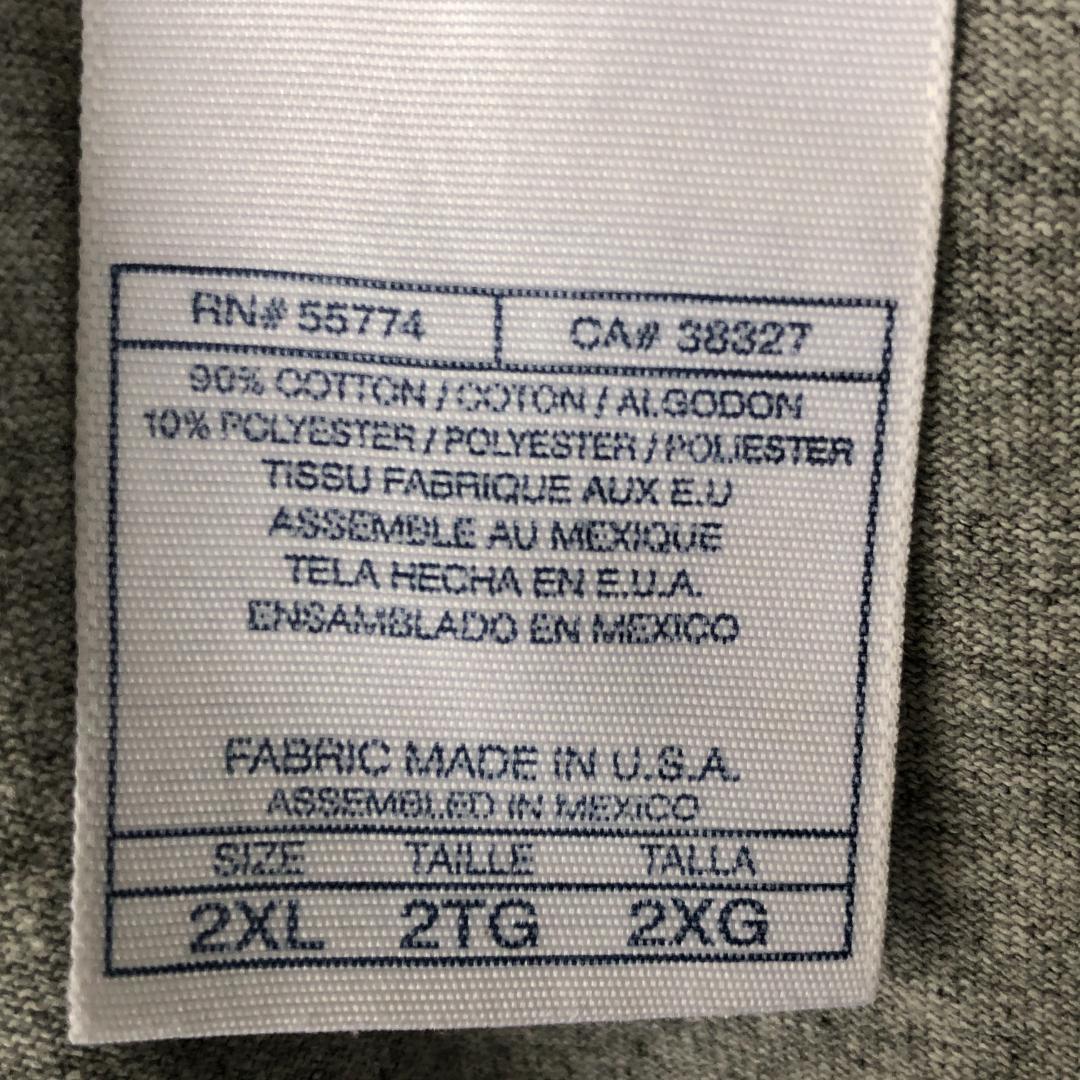 RN# 55774 CA# 38327
90% COTTON / COTON / ALGODON
10% POLYESTER / POLYESTER / POLIESTER
TISSU FABRIQUE AUX E.U
ASSEMBLE AU MEXIQUE
TELA HECHA EN E.U.A.
ENSAMBLADO EN MEXICO
FABRIC MADE IN U.S.A.
ASSEMBLED IN MEXICO
SIZE TAILLE TALLA
2XL 2TG 2XG